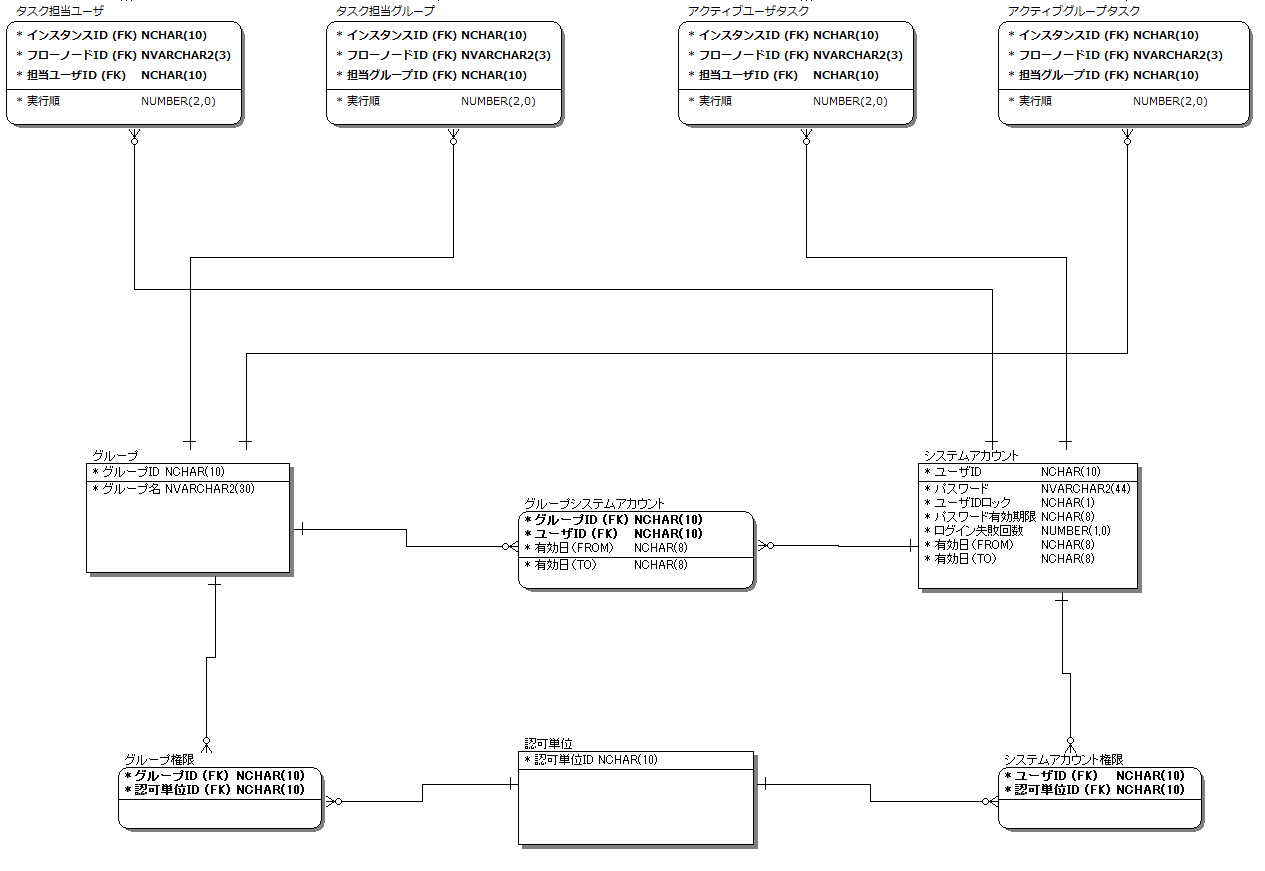 タスク担当ユーザ
* インスタンスID (FK) NCHAR(10)
* フローノードID (FK) NVARCHAR2(3)
* 担当ユーザID (FK) NCHAR(10)
* 実行順 NUMBER(2,0)
タスク担当グループ
* インスタンスID (FK) NCHAR(10)
* フローノードID (FK) NVARCHAR2(3)
* 担当グループID (FK) NCHAR(10)
* 実行順 NUMBER(2,0)
アクティブユーザタスク
* インスタンスID (FK) NCHAR(10)
* フローノードID (FK) NVARCHAR2(3)
* 担当ユーザID (FK) NCHAR(10)
* 実行順 NUMBER(2,0)
アクティブグループタスク
* インスタンスID (FK) NCHAR(10)
* フローノードID (FK) NVARCHAR2(3)
* 担当グループID (FK) NCHAR(10)
* 実行順 NUMBER(2,0)
グループ
* グループID NCHAR(10)
* グループ名 NVARCHAR2(30)
グループシステムアカウント
* グループID (FK) NCHAR(10)
* ユーザID (FK) NCHAR(10)
* 有効日(FROM) NCHAR(8)
* 有効日(TO) NCHAR(8)
システムアカウント
* ユーザID NCHAR(10)
* パスワード NVARCHAR2(44)
* ユーザIDロック NCHAR(1)
* パスワード有効期限 NCHAR(8)
* ログイン失敗回数 NUMBER(1,0)
* 有効日(FROM) NCHAR(8)
* 有効日(TO) NCHAR(8)
グループ権限
* グループID (FK) NCHAR(10)
* 認可単位ID (FK) NCHAR(10)
認可単位
* 認可単位ID NCHAR(10)
システムアカウント権限
* ユーザID (FK) NCHAR(10)
* 認可単位ID (FK) NCHAR(10)